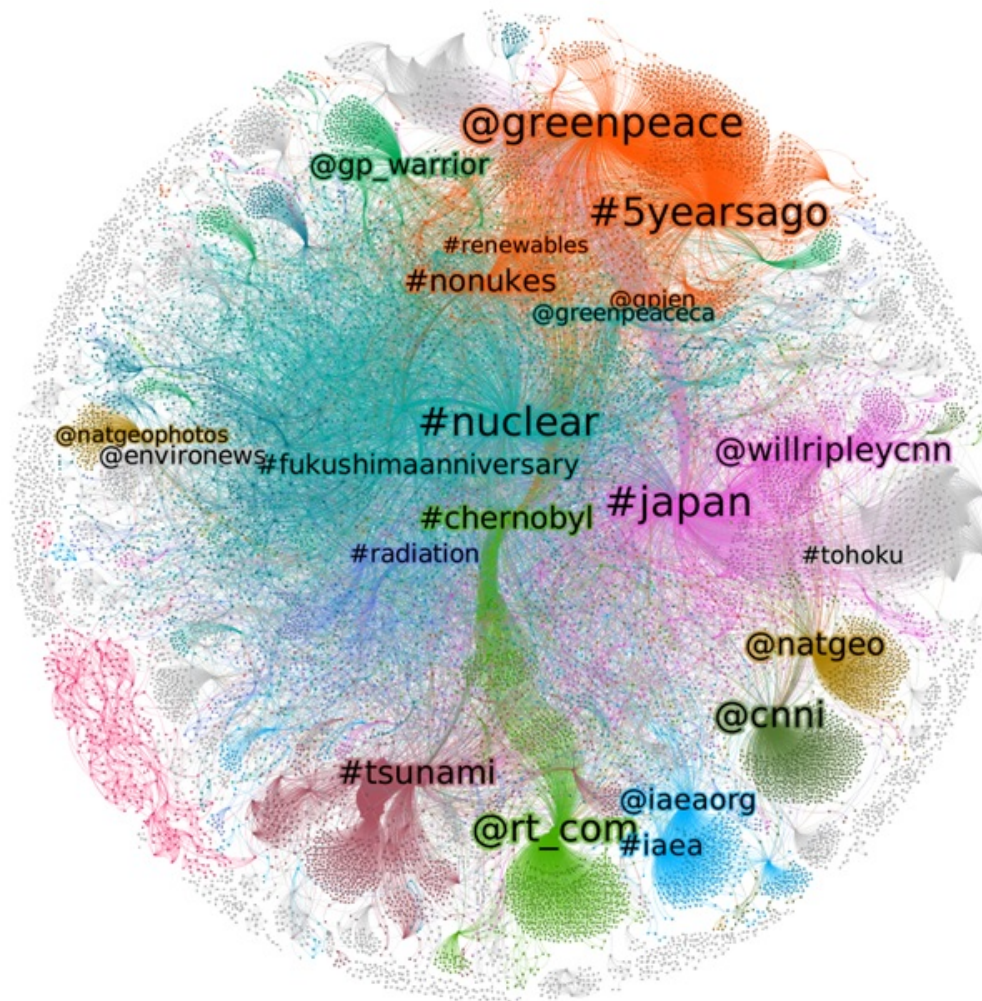 @greenpeace
@gp_warrior
#5yearsago
#renewables
#nonukes
@gpjen
@greenpeaceca
#nuclear
@natgeophotos
@environews
#fukushimaanniversary
@willripleycnn
#japan
#chernobyl
#radiation
#tohoku
@natgeo
@cnni
#tsunami
@iaeaorg
@rt_com
#iaea